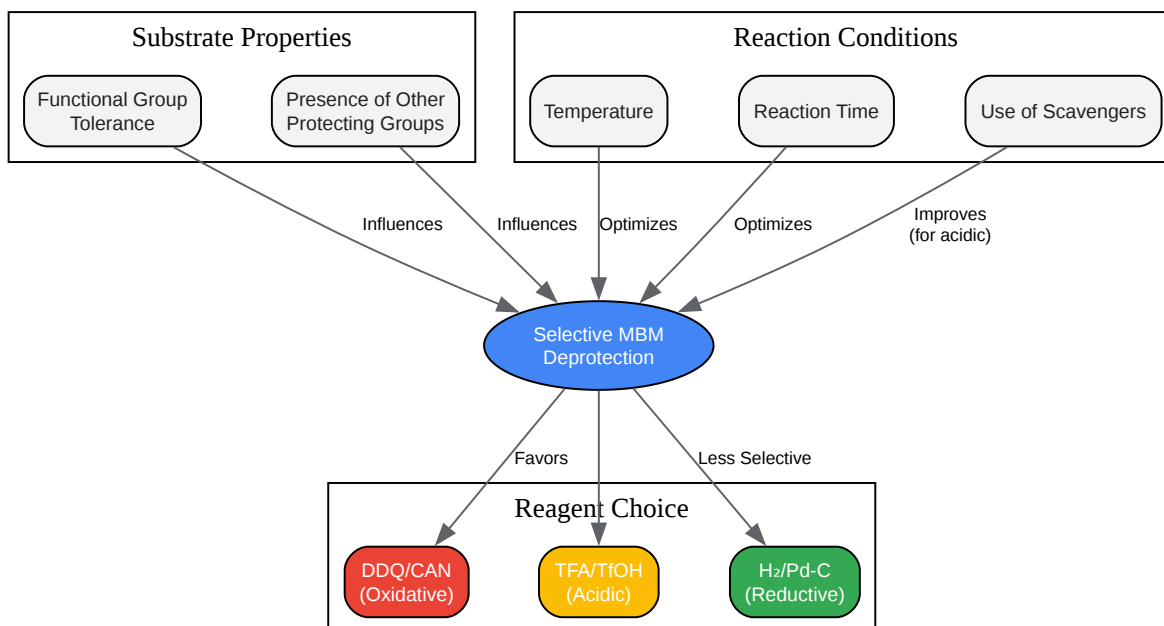 Substrate Properties
Reaction Conditions
Functional Group
Tolerance
Presence of Other
Protecting Groups
Temperature
Reaction Time
Use of Scavengers
Influences
Influences
Optimizes
Optimizes
Improves
(for acidic)
Selective MBM
Deprotection
Favors
Less Selective
Reagent Choice
DDQ/CAN
(Oxidative)
TFA/TfOH
(Acidic)
H₂/Pd-C
(Reductive)